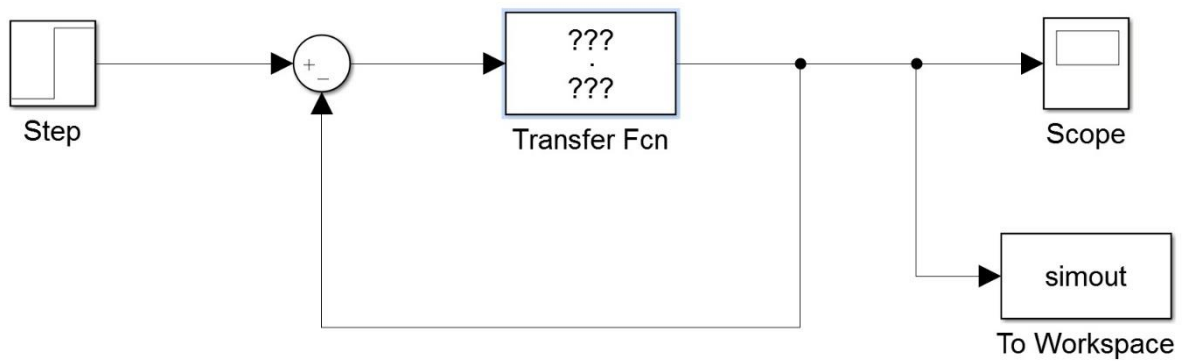 Step
+
−
???
.
???
Transfer Fcn
Scope
simout
To Workspace